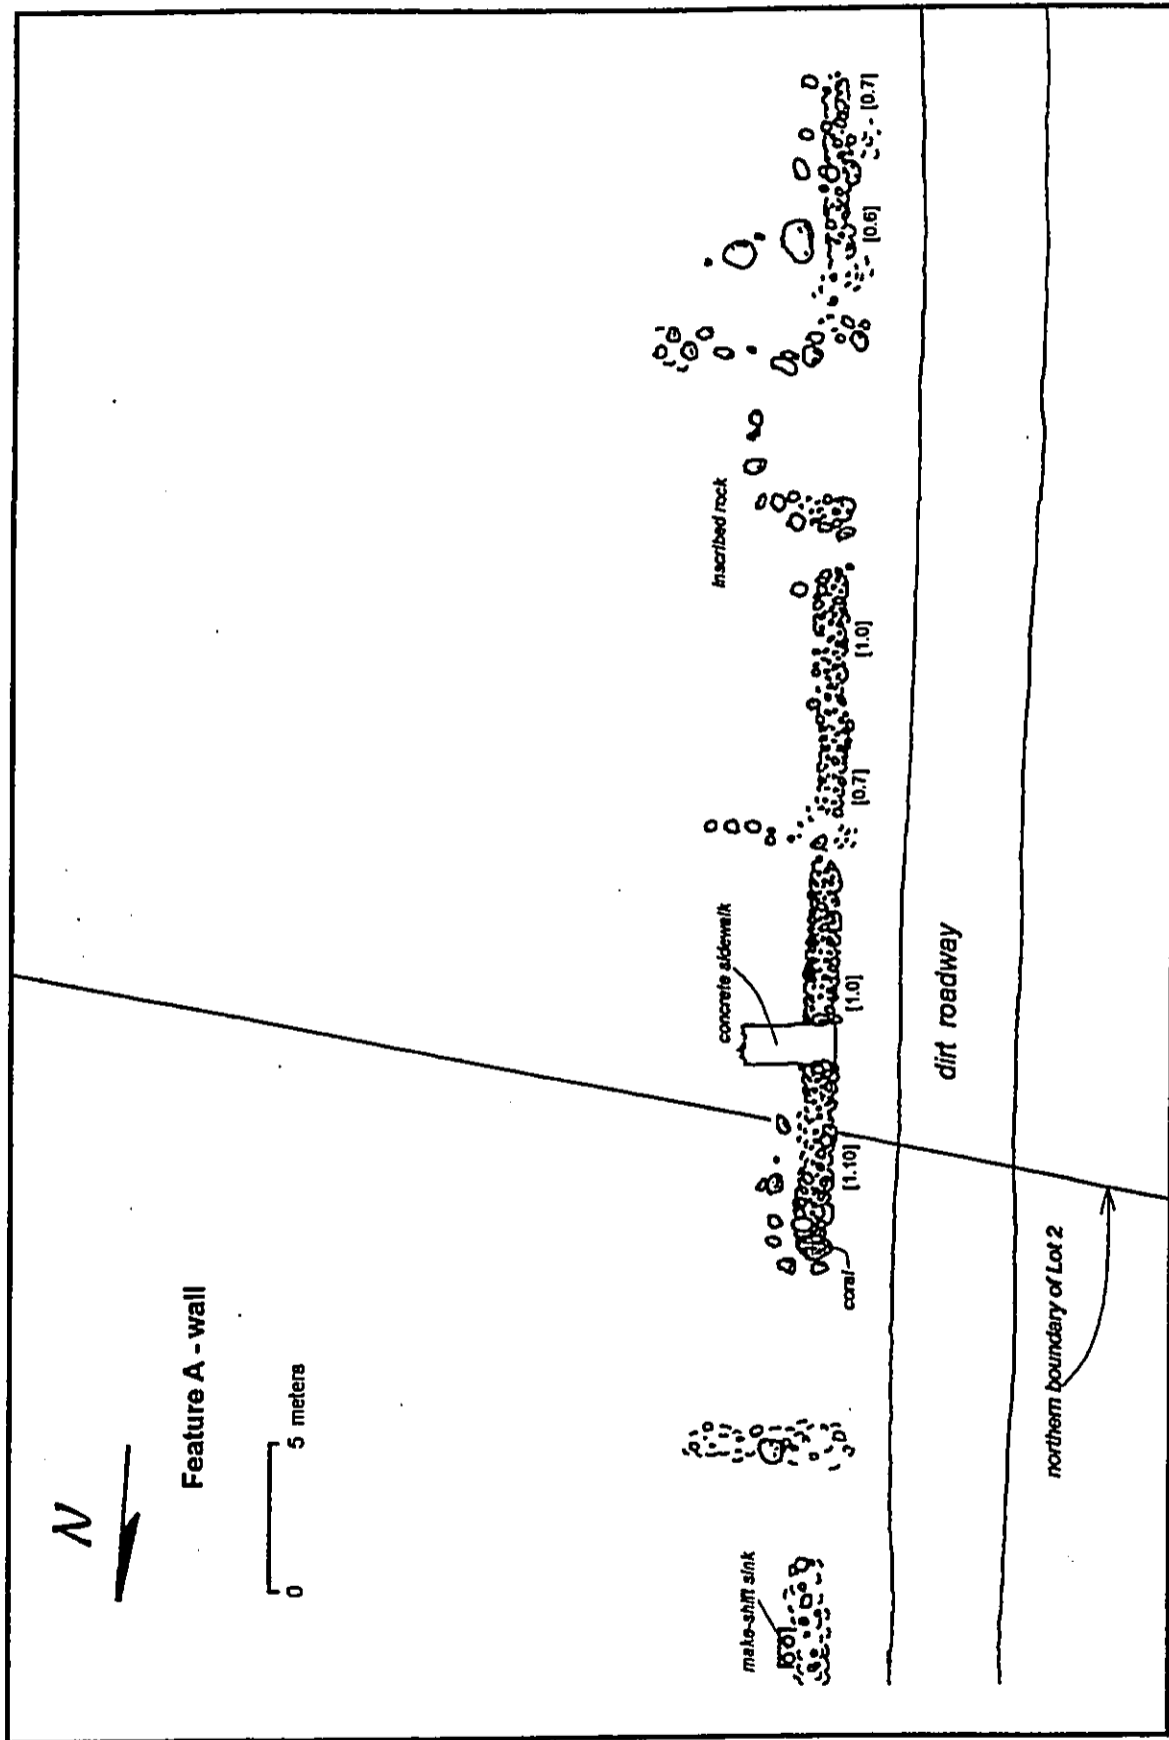 N
Feature A - wall
0 5 meters
make-shift sink
coral
[1.10]
concrete sidewalk
[1.0]
[0.7]
[1.0]
Inscribed rock
[0.6]
[0.7]
dirt roadway
northern boundary of Lot 2